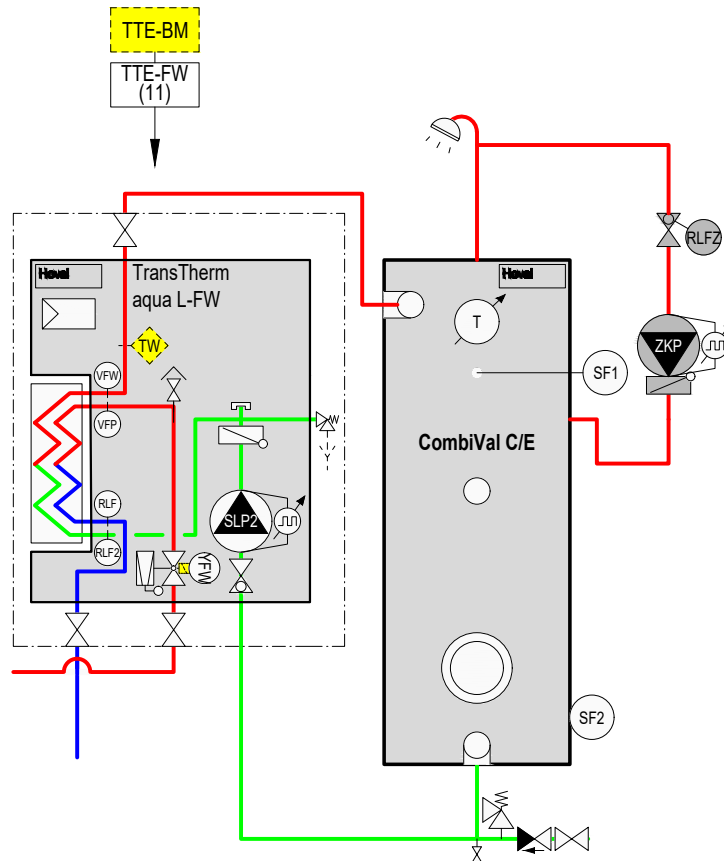 TTE-BM
TTE-FW
(11)
Hoval
TransTherm
aqua L-FW
Hoval
RLFZ
T
TW
ZKP
VFW
SF1
VFP
CombiVal C/E
RLF
SLP2
RLF2
YFW
SF2